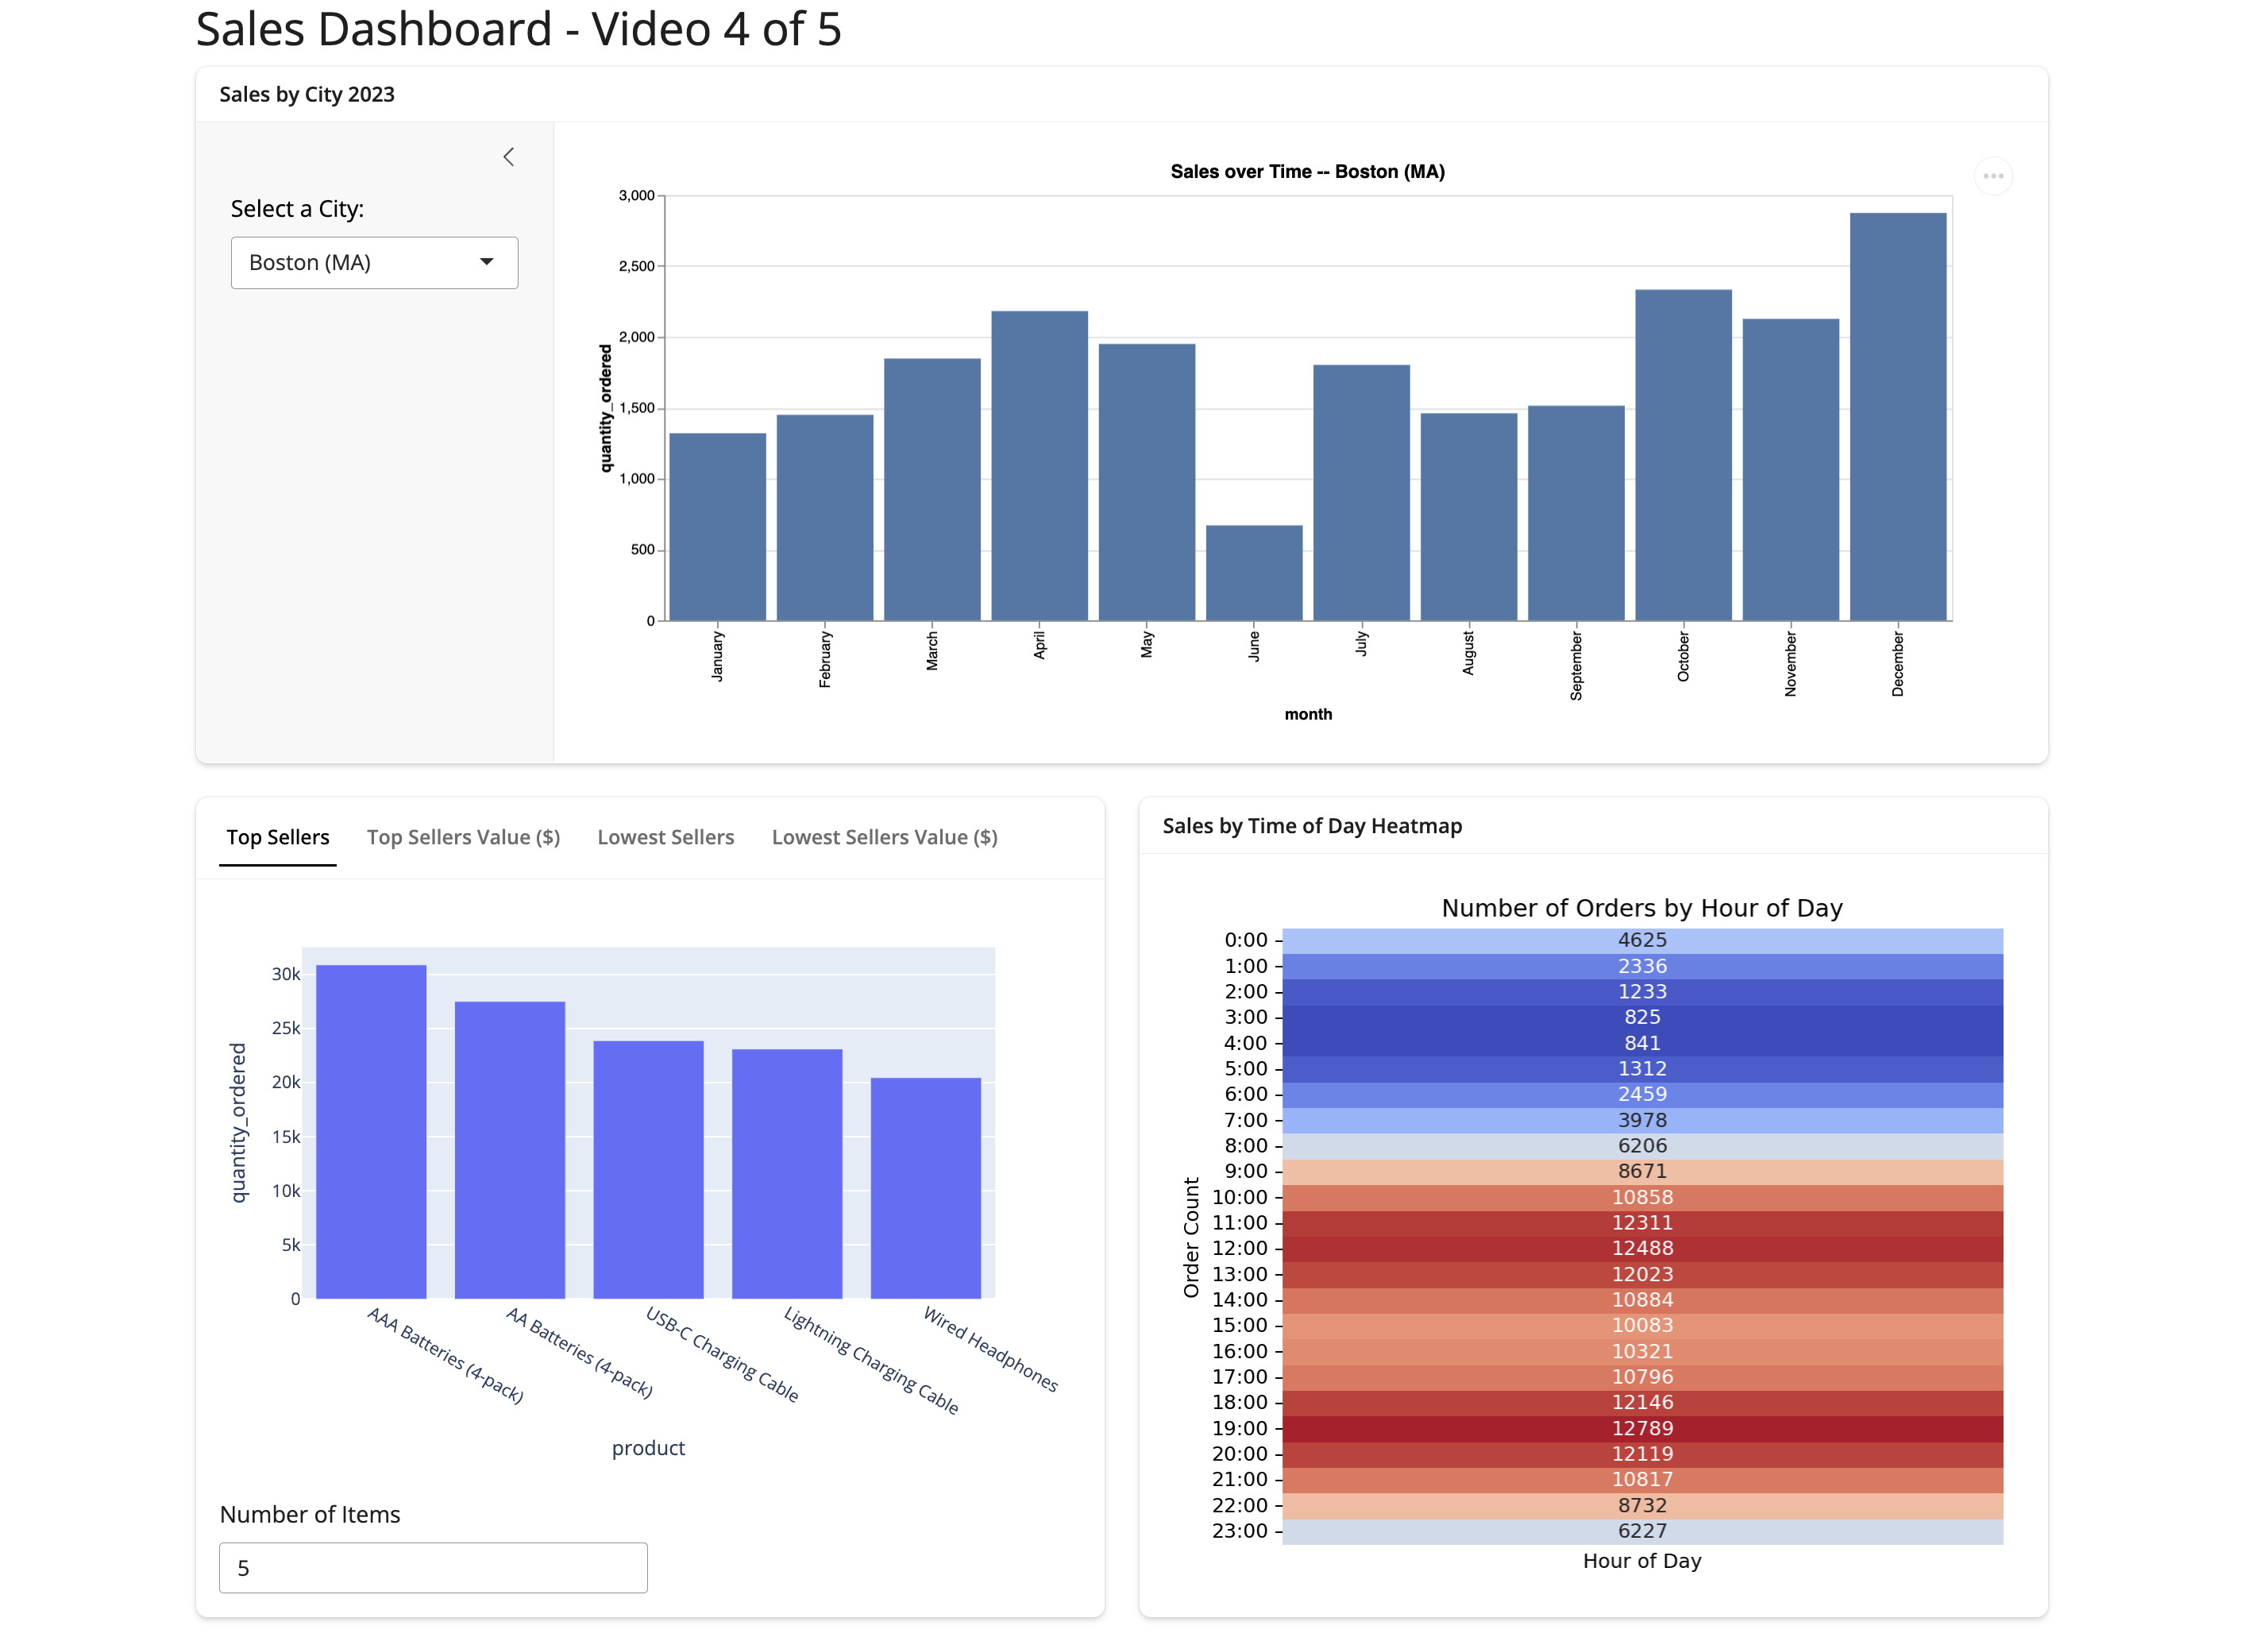 Sales Dashboard - Video 4 of 5
Sales by City 2023
Select a City:
Boston (MA)
Sales over Time -- Boston (MA)
3,000
2,500
2,000
1,500
1,000
500
0
quantity_ordered
January
February
March
April
May
June
July
August
September
October
November
December
month
Top Sellers Top Sellers Value ($) Lowest Sellers Lowest Sellers Value ($)
30k
25k
20k
15k
10k
5k
0
quantity_ordered
AAA Batteries (4-pack)
AA Batteries (4-pack)
USB-C Charging Cable
Lightning Charging Cable
Wired Headphones
product
Number of Items
5
Sales by Time of Day Heatmap
Number of Orders by Hour of Day
0:00 4625
1:00 2336
2:00 1233
3:00 825
4:00 841
5:00 1312
6:00 2459
7:00 3978
8:00 6206
9:00 8671
10:00 10858
11:00 12311
12:00 12488
13:00 12023
14:00 10884
15:00 10083
16:00 10321
17:00 10796
18:00 12146
19:00 12789
20:00 12119
21:00 10817
22:00 8732
23:00 6227
Order Count
Hour of Day